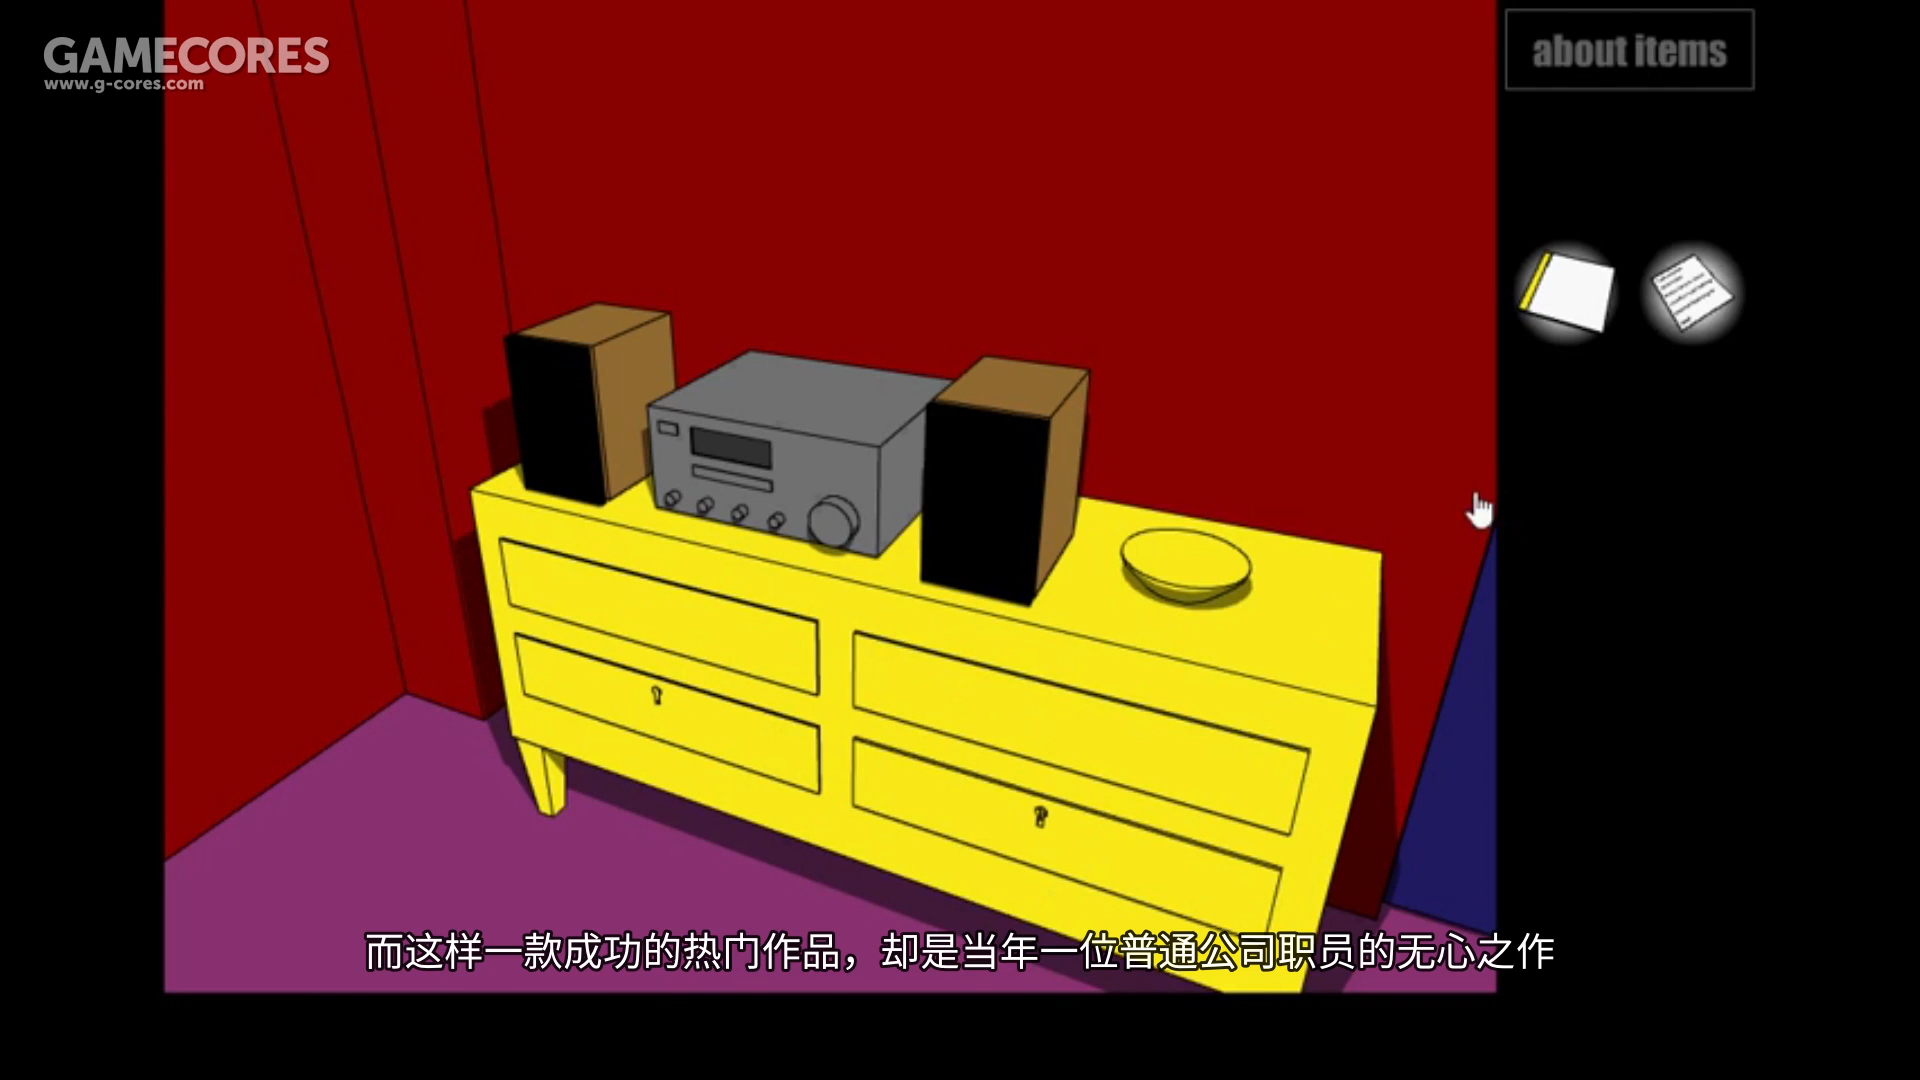 GAMECORES
www.g-cores.com
about items
而这样一款成功的热门作品，却是当年一位普通公司职员的无心之作